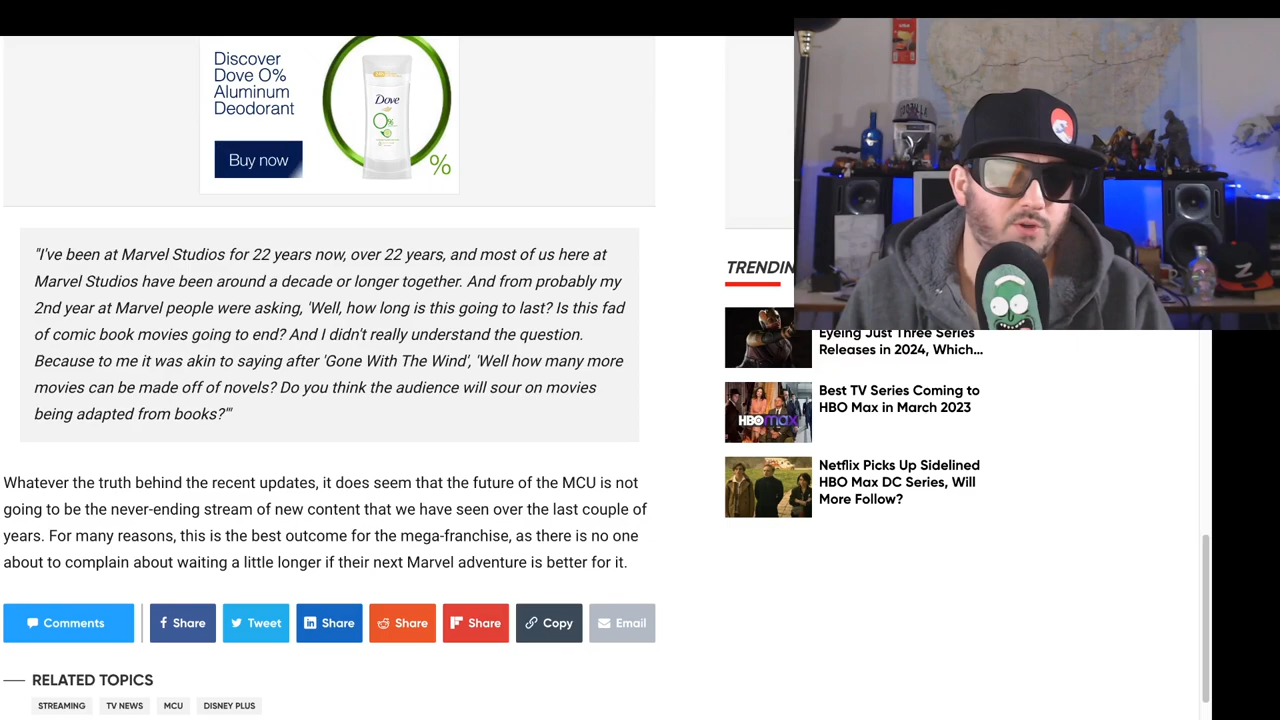 Discover
Dove 0%
Aluminum
Deodorant
Buy now
Dove
0%
%
"I've been at Marvel Studios for 22 years now, over 22 years, and most of us here at
Marvel Studios have been around a decade or longer together. And from probably my
2nd year at Marvel people were asking, 'Well, how long is this going to last? Is this fad
of comic book movies going to end? And I didn't really understand the question.
Because to me it was akin to saying after 'Gone With The Wind', 'Well how many more
movies can be made off of novels? Do you think the audience will sour on movies
being adapted from books?'"
Whatever the truth behind the recent updates, it does seem that the future of the MCU is not
going to be the never-ending stream of new content that we have seen over the last couple of
years. For many reasons, this is the best outcome for the mega-franchise, as there is no one
about to complain about waiting a little longer if their next Marvel adventure is better for it.
Comments
Share
Tweet
Share
Share
Share
Copy
Email
RELATED TOPICS
STREAMING
TV NEWS
MCU
DISNEY PLUS
TRENDIN
Eyeing Just Three Series
Releases in 2024, Which...
HBO max
Best TV Series Coming to
HBO Max in March 2023
Netflix Picks Up Sidelined
HBO Max DC Series, Will
More Follow?
Z